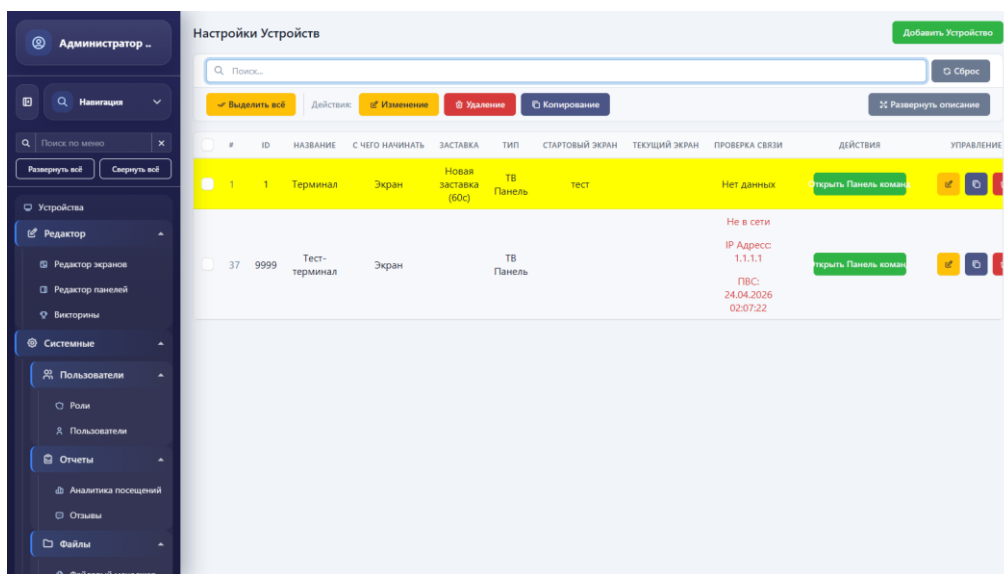 Администратор ..
Навигация
Поиск по меню
Развернуть всё
Свернуть всё
Устройства
Редактор
Редактор экранов
Редактор панелей
Викторины
Системные
Пользователи
Роли
Пользователи
Отчеты
Аналитика посещений
Отзывы
Файлы
Настройки Устройств
Добавить Устройство
Поиск...
Сброс
Выделить всё
Действия:
Изменение
Удаление
Копирование
Развернуть описание
# ID НАЗВАНИЕ С ЧЕГО НАЧИНАТЬ ЗАСТАВКА ТИП СТАРТОВЫЙ ЭКРАН ТЕКУЩИЙ ЭКРАН ПРОВЕРКА СВЯЗИ ДЕЙСТВИЯ УПРАВЛЕНИЕ
1 1 Терминал Экран
Новая
заставка
(60с)
ТВ
Панель
тест
Нет данных
Открыть Панель команд
37 9999
Тест-
терминал
Экран
ТВ
Панель
Не в сети
IP Адресс:
1.1.1.1
ПВС:
24.04.2026
02:07:22
ткрыть Панель коман